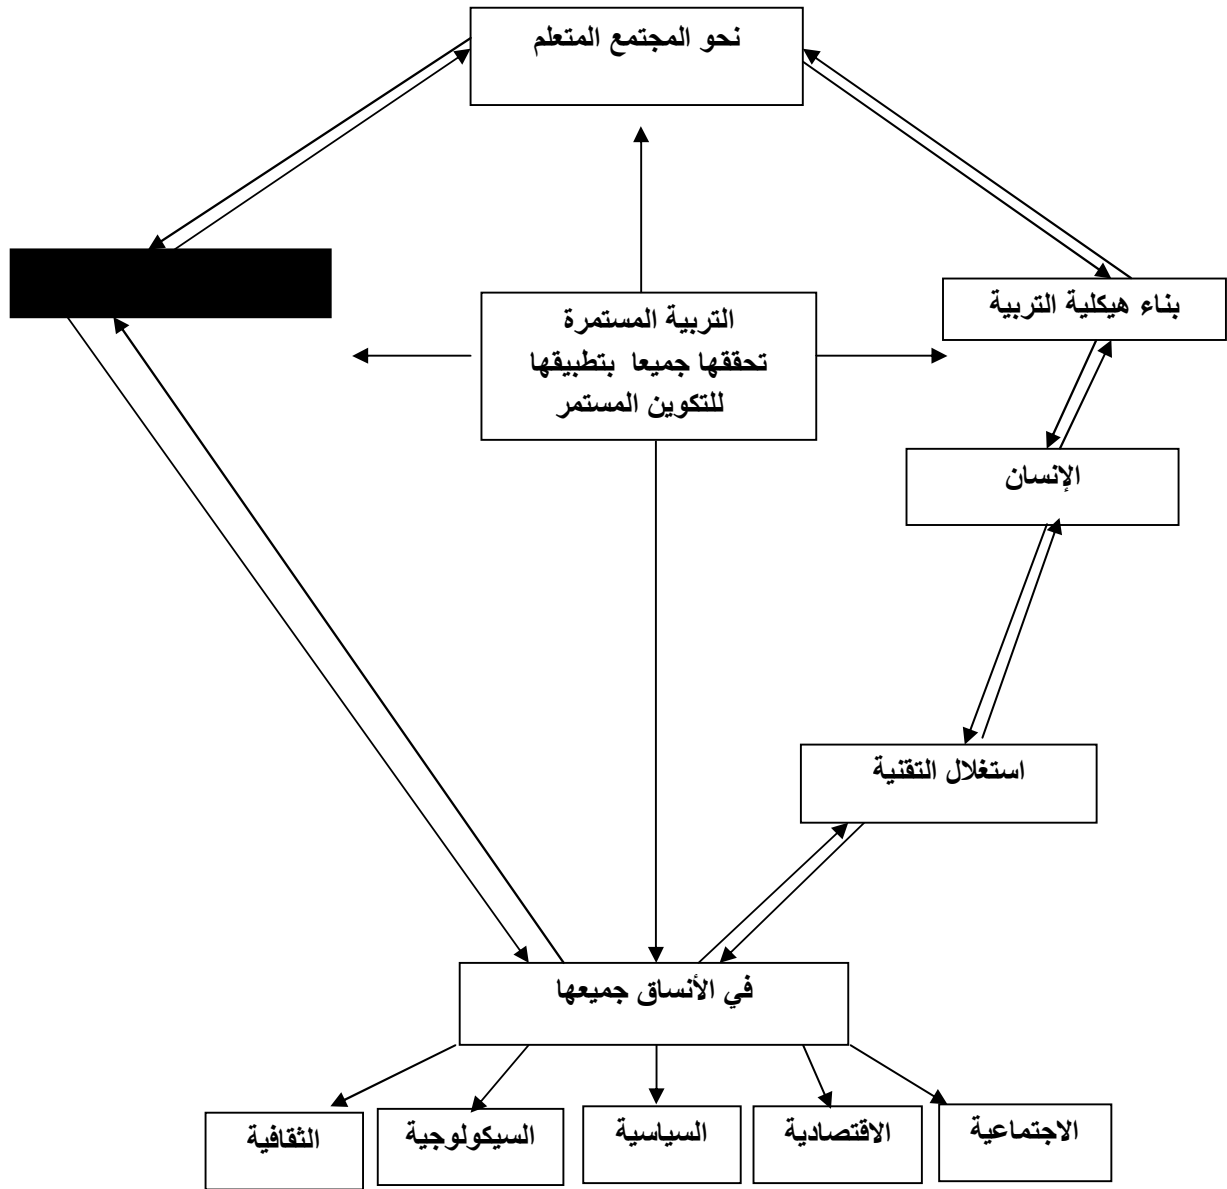 نحو المجتمع المتعلم
بناء هيكلية التربية
التربية المستمرة
تحققها جميعا بتطبيقها
للتكوين المستمر
الإنسان
استغلال التقنية
في الأنساق جميعها
الاجتماعية
الاقتصادية
السياسية
السيكولوجية
الثقافية